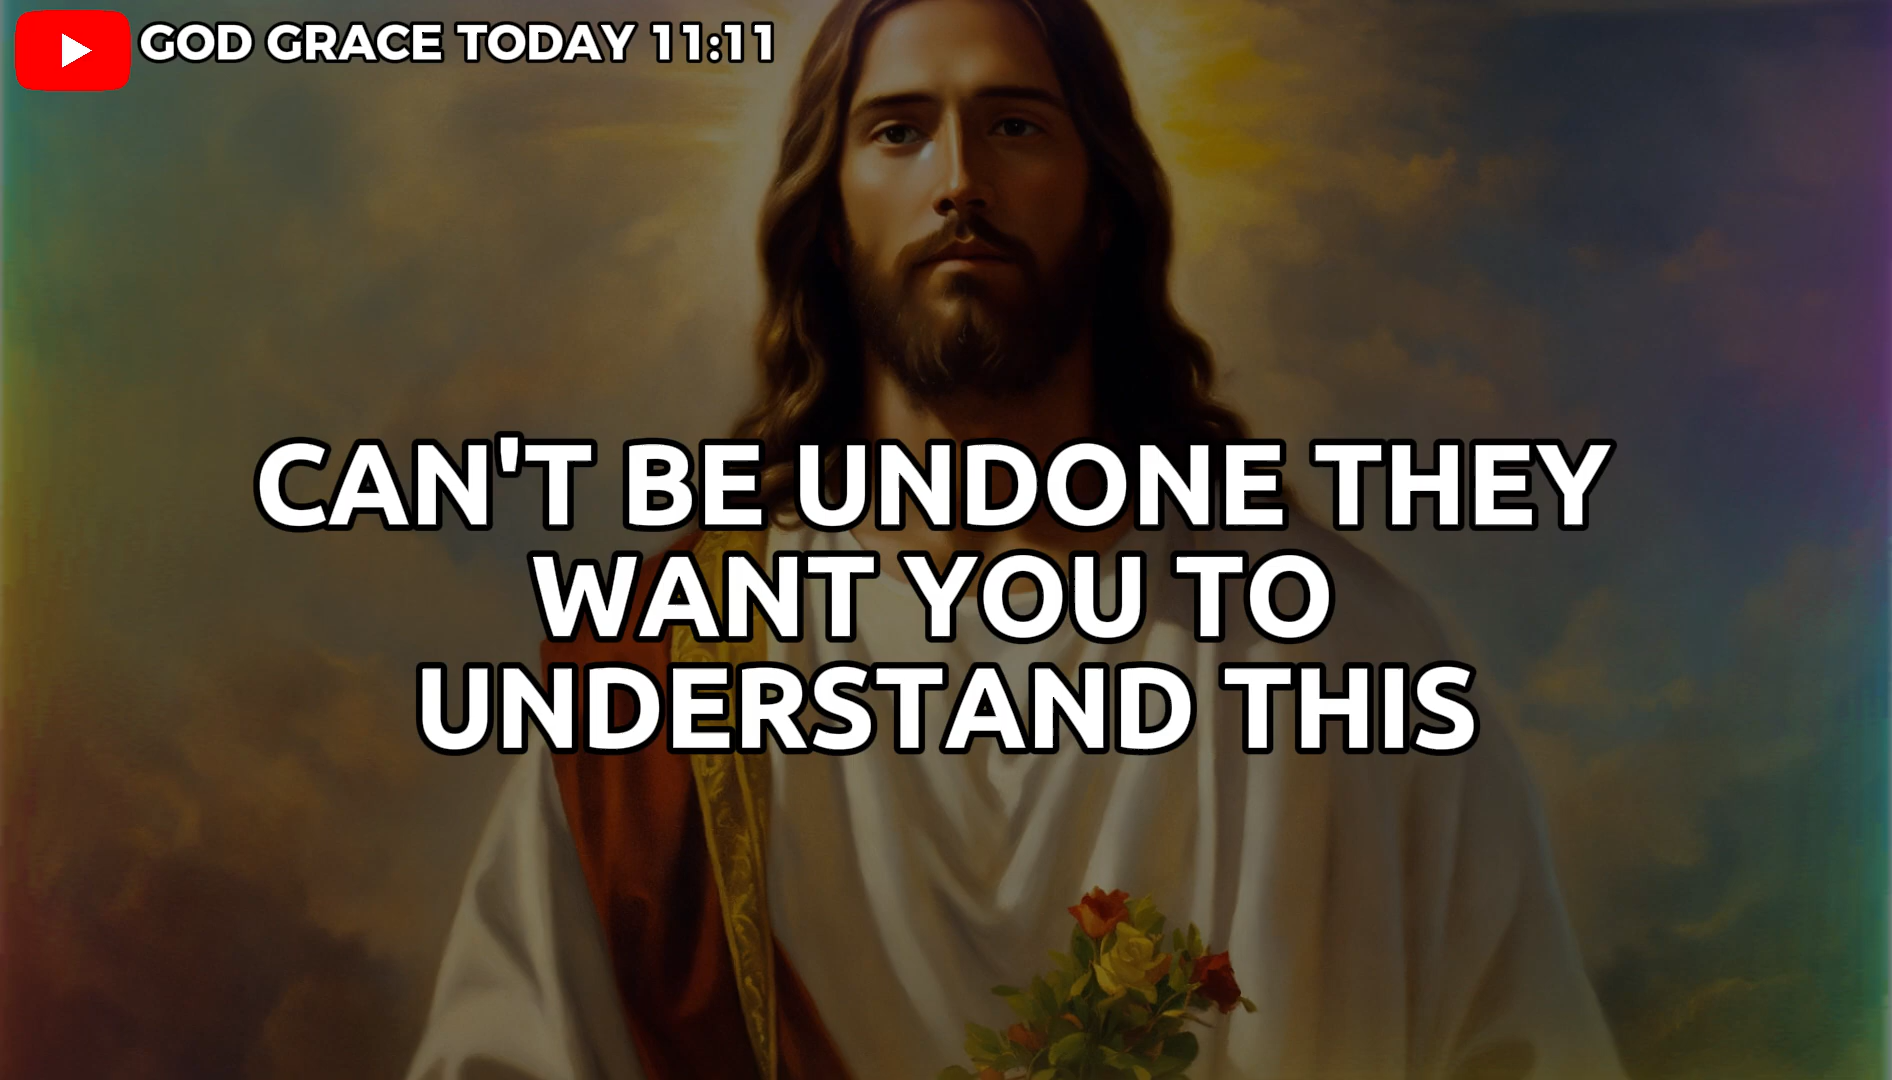 GOD GRACE TODAY 11:11
CAN'T BE UNDONE THEY
WANT YOU TO
UNDERSTAND THIS